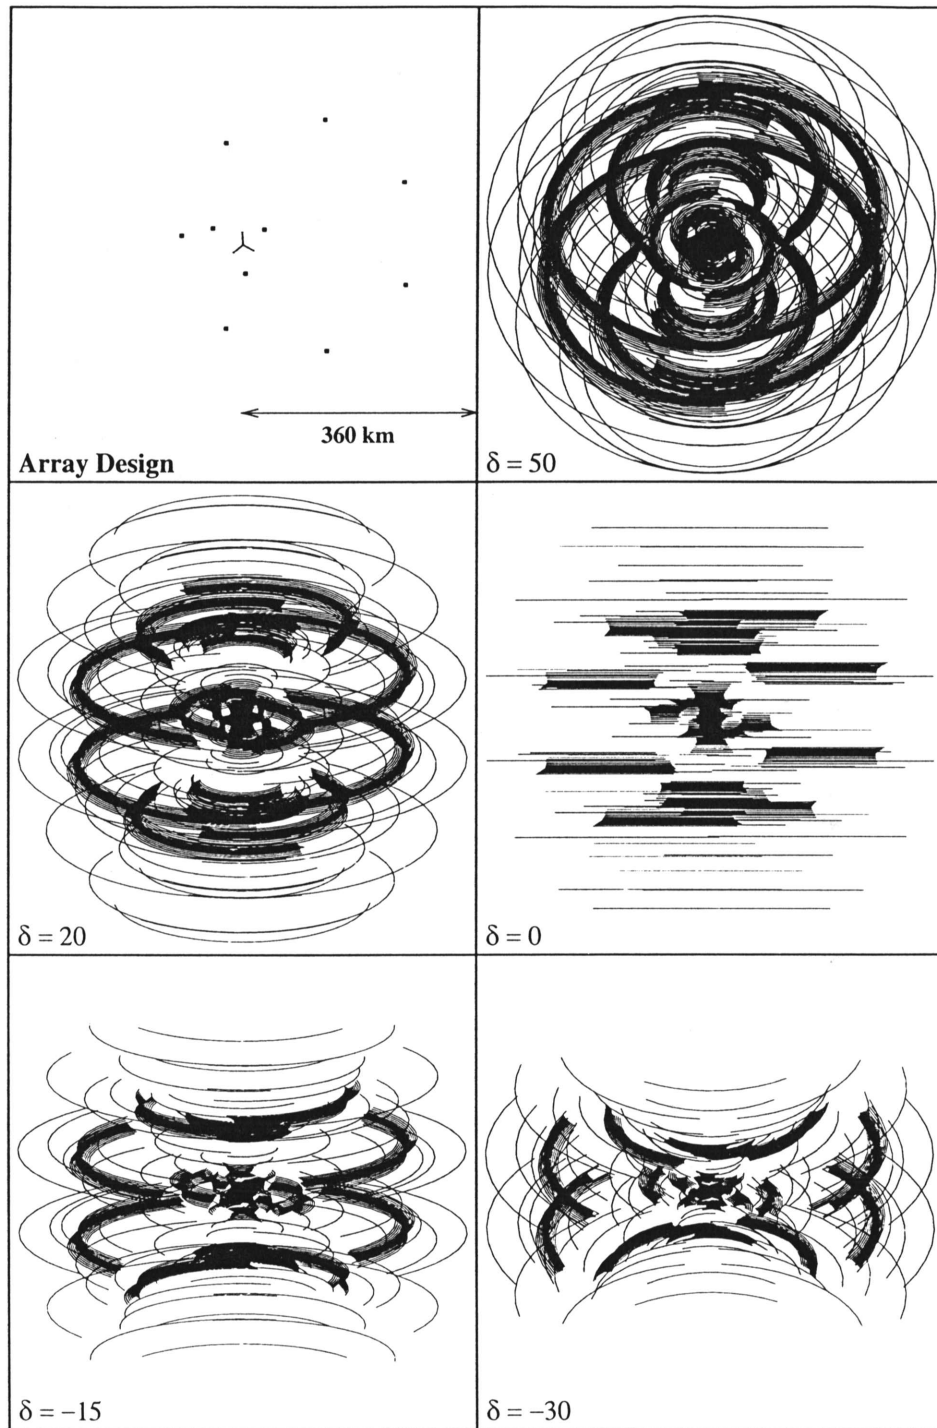 360 km
Array Design
δ = 50
δ = 20
δ = 0
δ = −15
δ = −30